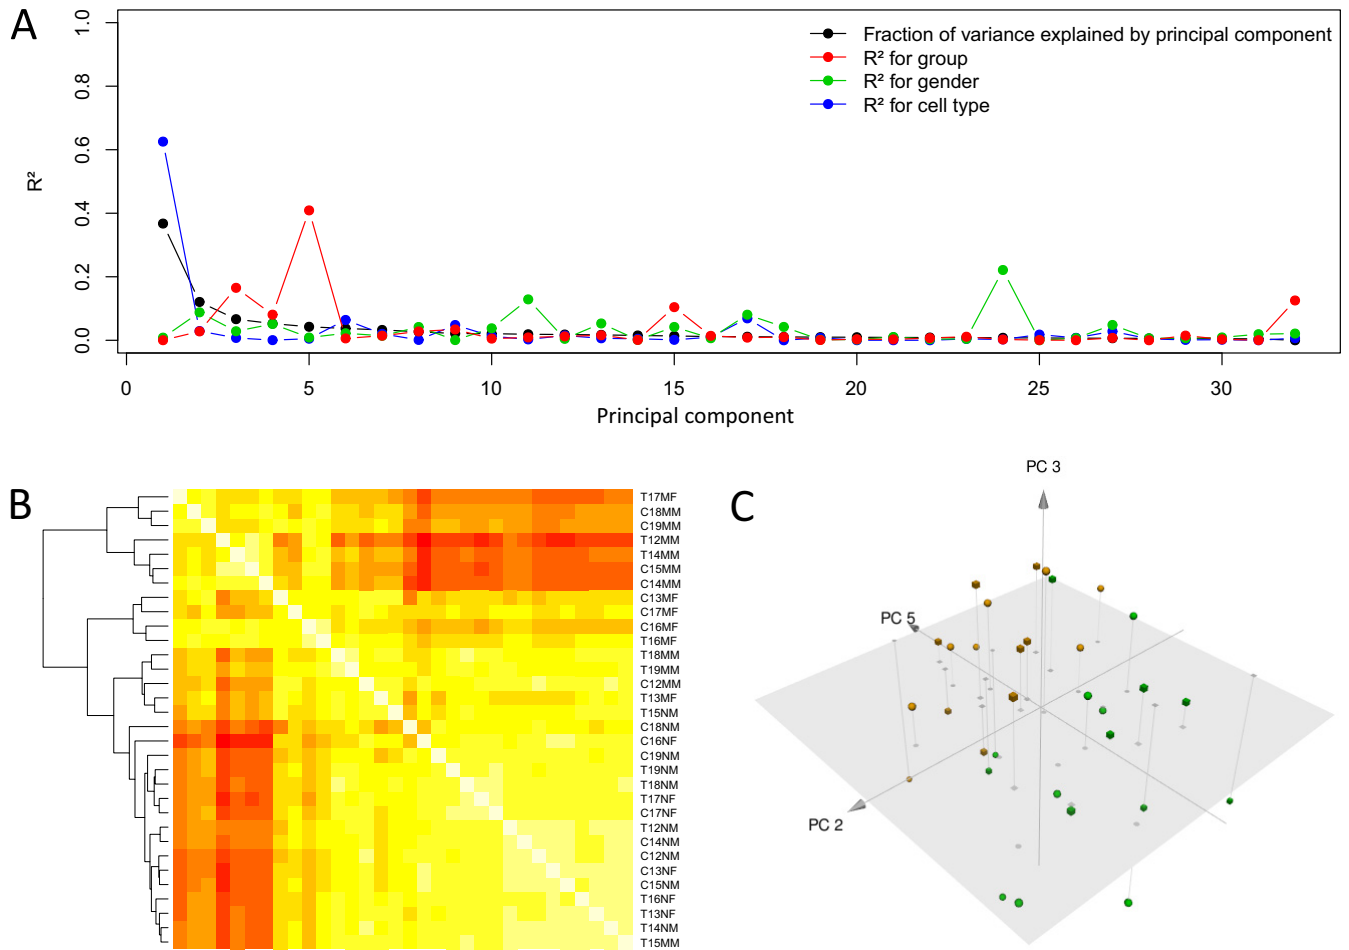 A
1.0
0.8
0.6
0.4
0.2
0.0
R²
Fraction of variance explained by principal component
R² for group
R² for gender
R² for cell type
0 5 10 15 20 25 30
Principal component
B
T17MF
C18MM
C19MM
T12MM
T14MM
C15MM
C14MM
C13MF
C17MF
C16MF
T16MF
T18MM
T19MM
C12MM
T13MF
T15NM
C18NM
C16NF
C19NM
T19NM
T18NM
T17NF
C17NF
T12NM
C14NM
C12NM
C13NF
C15NM
T16NF
T13NF
T14NM
T15MM
C
PC 3
PC 5
PC 2